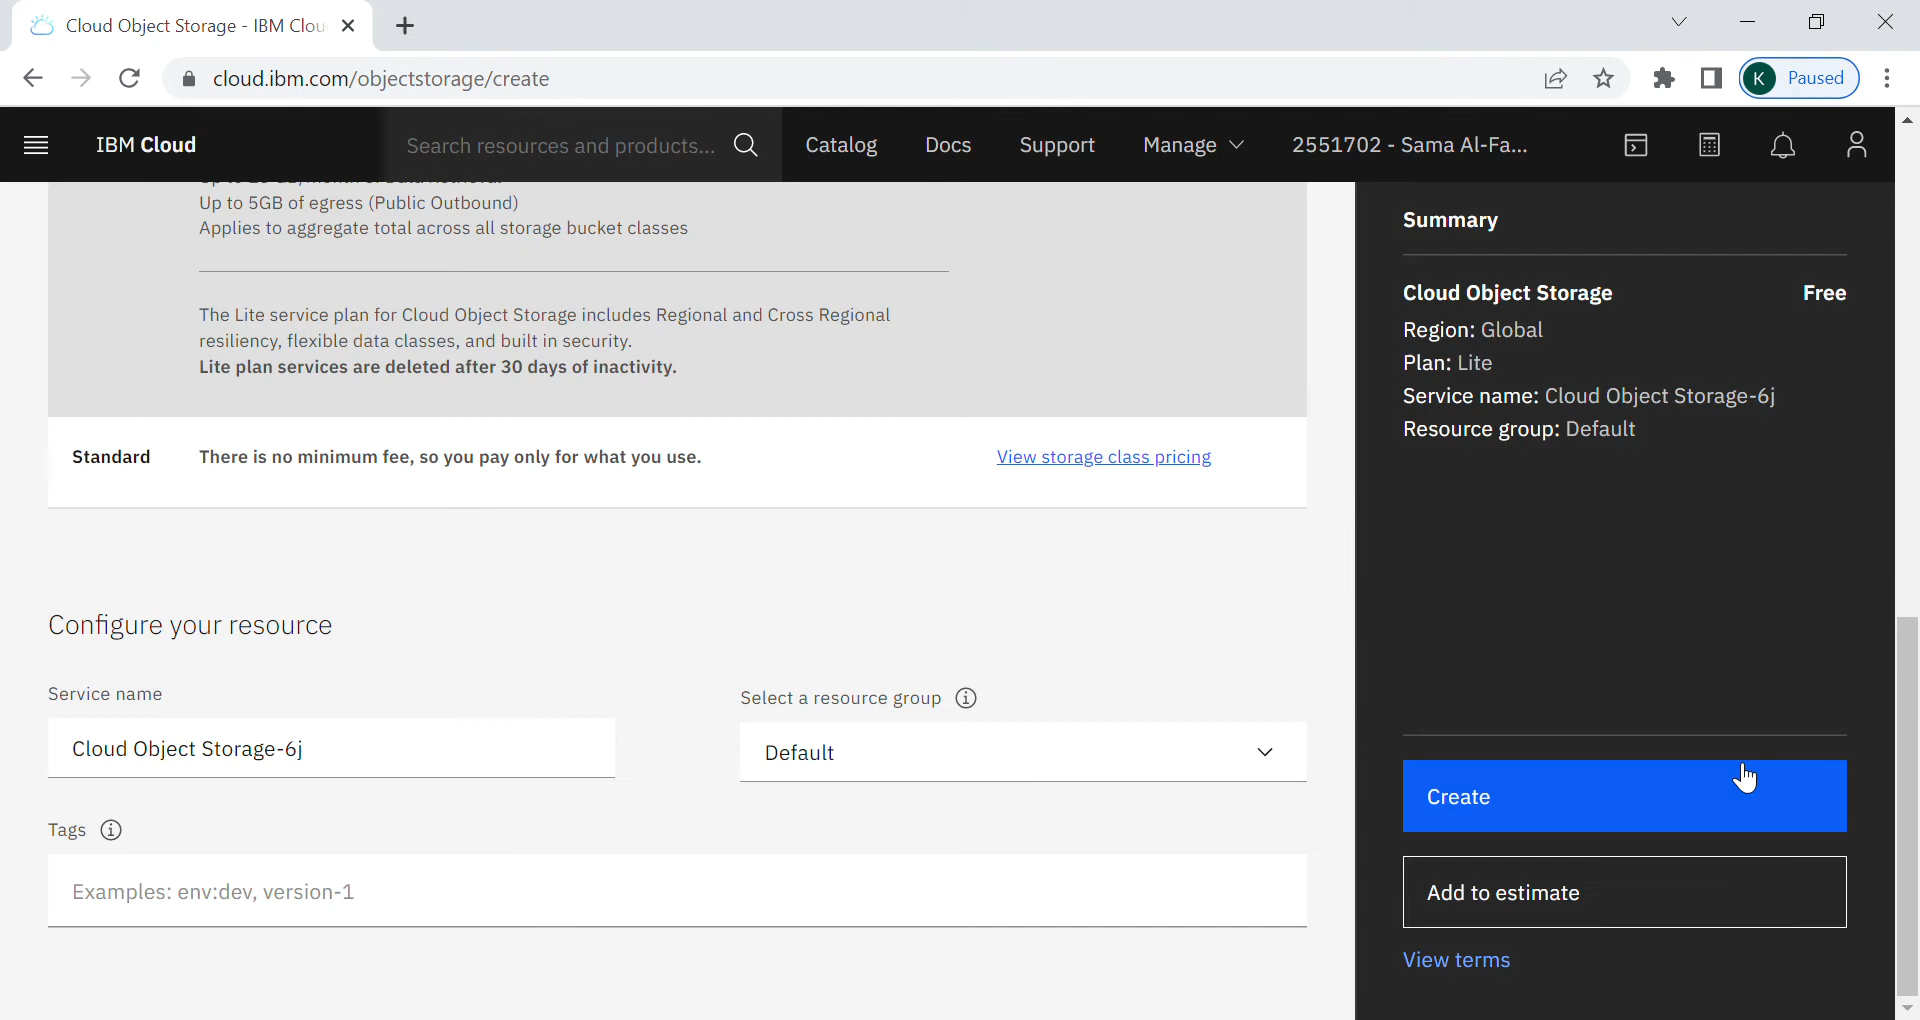 Cloud Object Storage - IBM Clou
cloud.ibm.com/objectstorage/create
K
Paused
IBM Cloud
Search resources and products...
Catalog
Docs
Support
Manage
2551702 - Sama Al-Fa...
Up to 5GB of egress (Public Outbound)
Applies to aggregate total across all storage bucket classes
The Lite service plan for Cloud Object Storage includes Regional and Cross Regional
resiliency, flexible data classes, and built in security.
Lite plan services are deleted after 30 days of inactivity.
Standard
There is no minimum fee, so you pay only for what you use.
View storage class pricing
Configure your resource
Service name
Cloud Object Storage-6j
Select a resource group
Default
Tags
Examples: env:dev, version-1
Summary
Cloud Object Storage
Free
Region: Global
Plan: Lite
Service name: Cloud Object Storage-6j
Resource group: Default
Create
Add to estimate
View terms